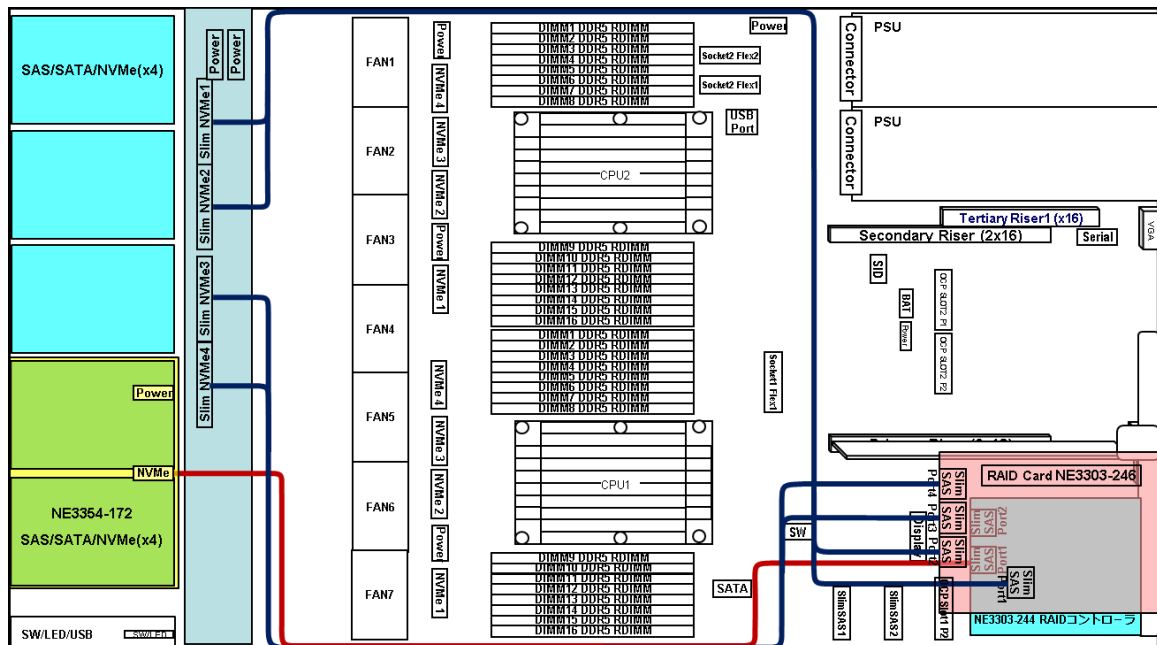 SAS/SATA/NVMe(x4)
Power
Power
Slim NVMe1
Slim NVMe2
Slim NVMe3
Slim NVMe4
Power
NVMe
NE3354-172
SAS/SATA/NVMe(x4)
SW/LED/USB
SW/LED
FAN1
FAN2
FAN3
FAN4
FAN5
FAN6
FAN7
Power
NVMe 4
NVMe 3
NVMe 2
Power
NVMe 1
NVMe 4
NVMe 3
NVMe 2
Power
NVMe 1
DIMM1 DDR5 RDIMM
DIMM2 DDR5 RDIMM
DIMM3 DDR5 RDIMM
DIMM4 DDR5 RDIMM
DIMM5 DDR5 RDIMM
DIMM6 DDR5 RDIMM
DIMM7 DDR5 RDIMM
DIMM8 DDR5 RDIMM
CPU2
DIMM9 DDR5 RDIMM
DIMM10 DDR5 RDIMM
DIMM11 DDR5 RDIMM
DIMM12 DDR5 RDIMM
DIMM13 DDR5 RDIMM
DIMM14 DDR5 RDIMM
DIMM15 DDR5 RDIMM
DIMM16 DDR5 RDIMM
DIMM1 DDR5 RDIMM
DIMM2 DDR5 RDIMM
DIMM3 DDR5 RDIMM
DIMM4 DDR5 RDIMM
DIMM5 DDR5 RDIMM
DIMM6 DDR5 RDIMM
DIMM7 DDR5 RDIMM
DIMM8 DDR5 RDIMM
CPU1
DIMM9 DDR5 RDIMM
DIMM10 DDR5 RDIMM
DIMM11 DDR5 RDIMM
DIMM12 DDR5 RDIMM
DIMM13 DDR5 RDIMM
DIMM14 DDR5 RDIMM
DIMM15 DDR5 RDIMM
DIMM16 DDR5 RDIMM
Power
Socket2 Flex2
Socket2 Flex1
USB
Port
Socket1 Flex1
SW
SATA
Connector
PSU
Connector
PSU
Tertiary Riser1 (x16)
Secondary Riser (2x16)
Serial
VGA
SID
BAT
Power
OCP SLOT2 P1
OCP SLOT2 P2
RAID Card NE3303-246
Slim
SAS
Port4
Slim
SAS
Port3
Slim
SAS
Port2
Display
Slim
SAS
Port2
Slim
SAS
Port1
Slim
SAS
Port1
SlimSAS1
SlimSAS2
OCP Slot1 P2
NE3303-244 RAIDコントローラ